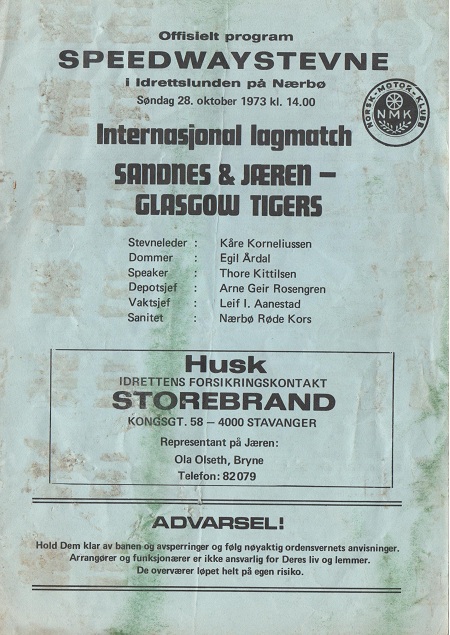 Offisielt program
SPEEDWAYSTEVNE
i Idrettslunden på Nærbø
Søndag 28. oktober 1973 kl. 14.00
NORSK-MOTOR-KLUBB
NMK
Internasjonal lagmatch
SANDNES & JÆREN –
GLASGOW TIGERS
Stevneleder : Kåre Korneliussen
Dommer : Egil Årdal
Speaker : Thore Kittilsen
Depotsjef : Arne Geir Rosengren
Vaktsjef : Leif I. Aanestad
Sanitet : Nærbø Røde Kors
Husk
IDRETTENS FORSIKRINGSKONTAKT
STOREBRAND
KONGSGT. 58 – 4000 STAVANGER
Representant på Jæren:
Ola Olseth, Bryne
Telefon: 82079
ADVARSEL!
Hold Dem klar av banen og avsperringer og følg nøyaktig ordensvernets anvisninger.
Arrangører og funksjonærer er ikke ansvarlig for Deres liv og lemmer.
De overværer løpet helt på egen risiko.